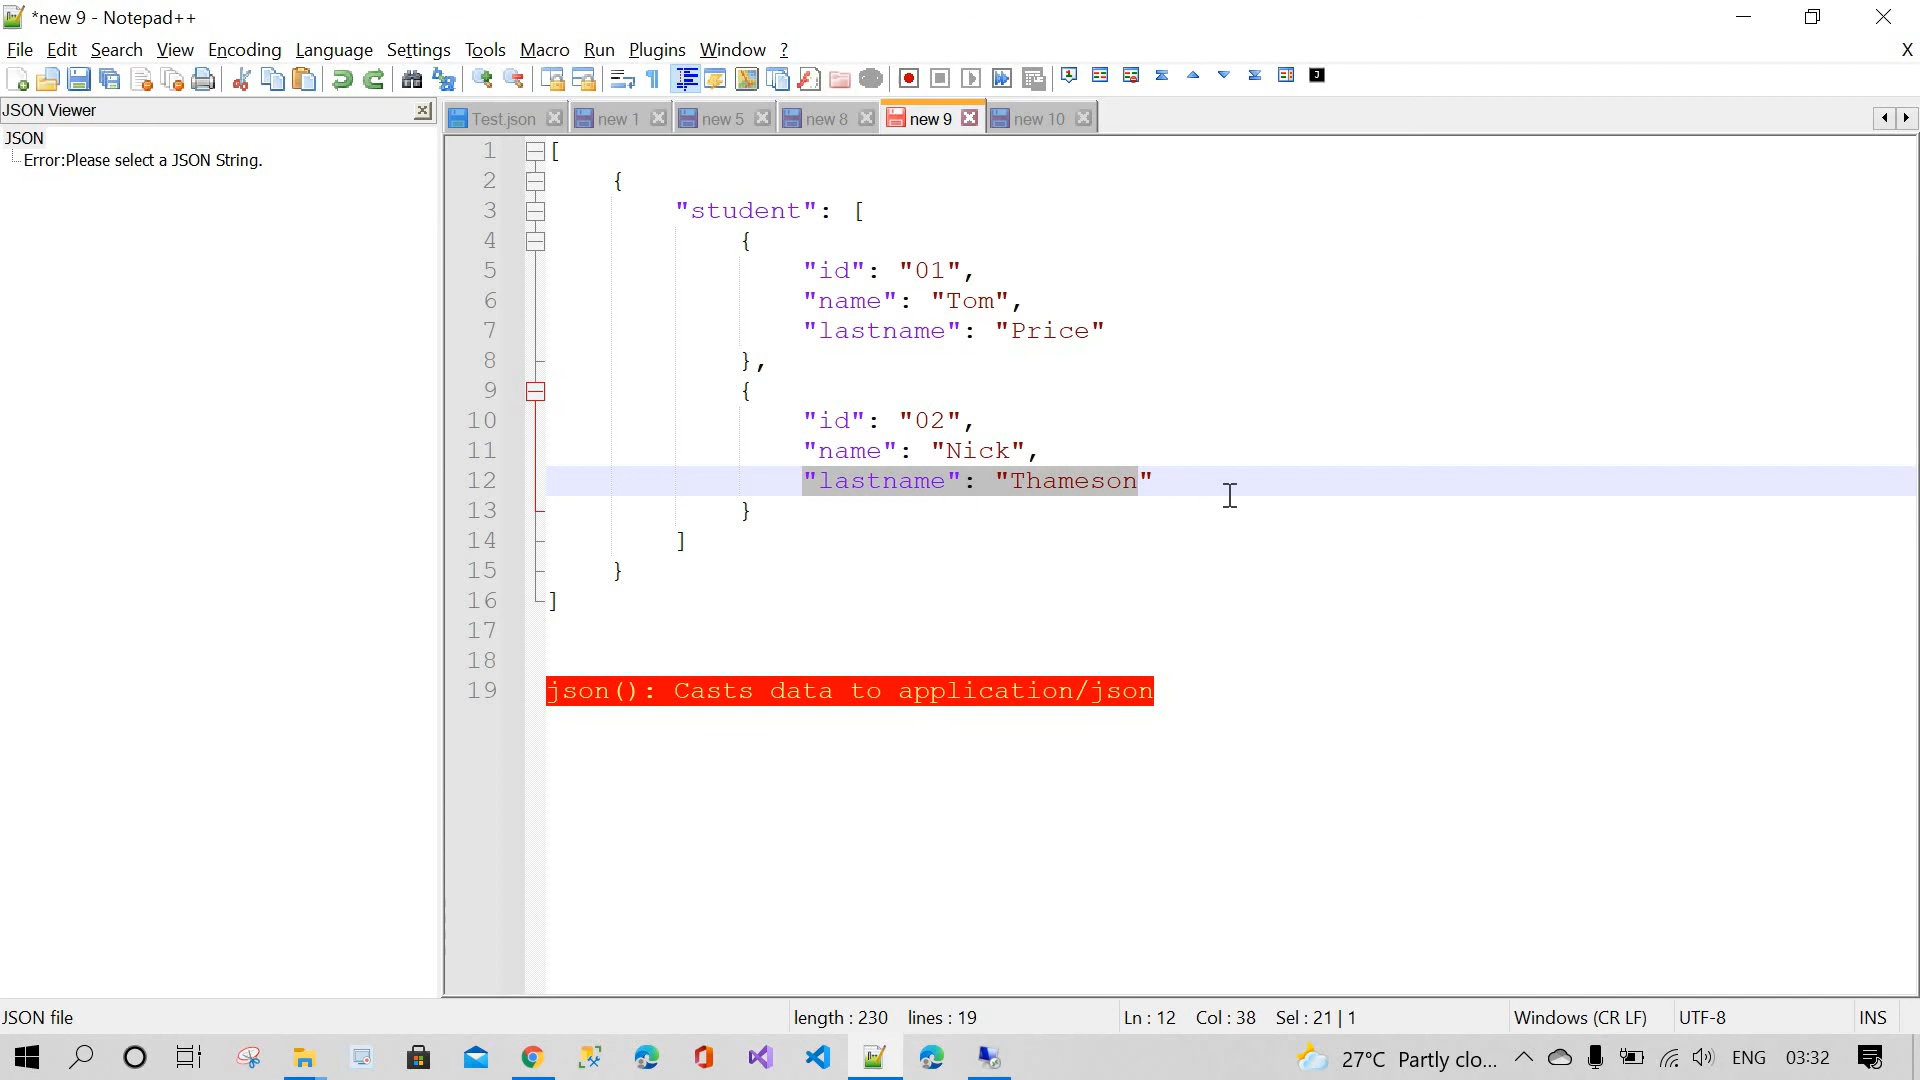 *new 9 - Notepad++
File Edit Search View Encoding Language Settings Tools Macro Run Plugins Window ? X
JSON Viewer
Test.json new 1 new 5 new 8 new 9 new 10
JSON
Error:Please select a JSON String.
1 [
2 {
3 "student": [
4 {
5 "id": "01",
6 "name": "Tom",
7 "lastname": "Price"
8 },
9 {
10 "id": "02",
11 "name": "Nick",
12 "lastname": "Thameson"
13 }
14 ]
15 }
16 ]
17
18
19 json(): Casts data to application/json
JSON file length : 230 lines : 19 Ln : 12 Col : 38 Sel : 21 | 1 Windows (CR LF) UTF-8 INS
27°C Partly clo... ENG 03:32